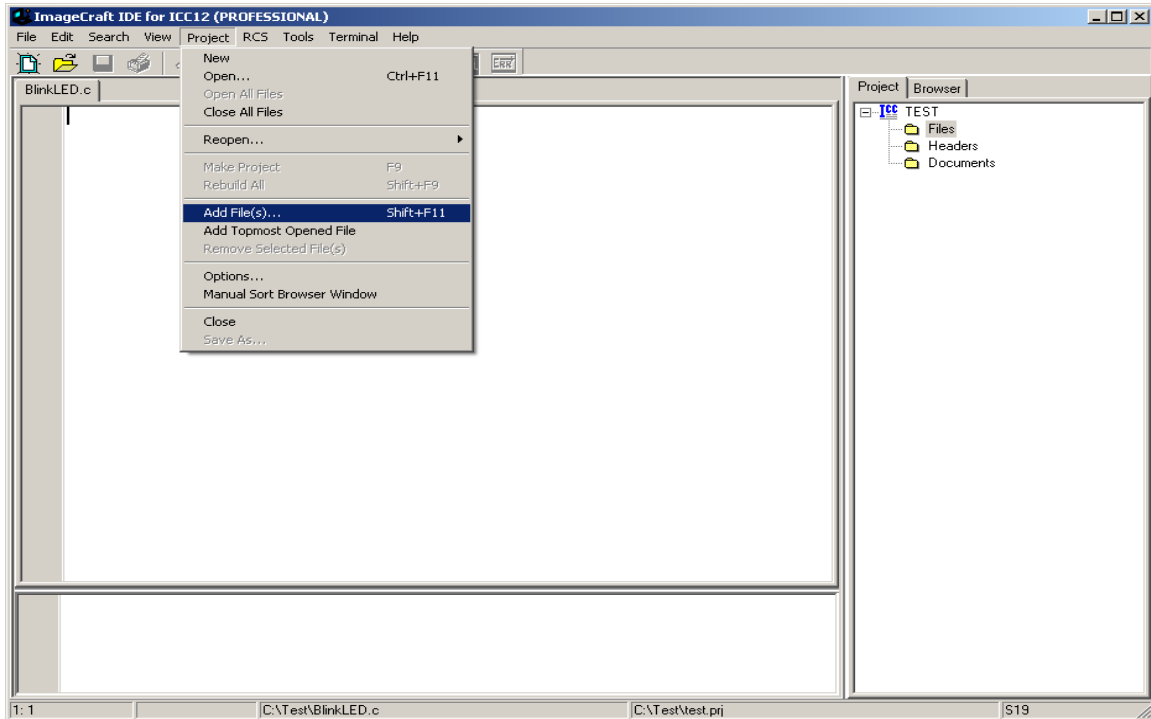 ImageCraft IDE for ICC12 (PROFESSIONAL)
File Edit Search View Project RCS Tools Terminal Help
ERR
BlinkLED.c
New
Open... Ctrl+F11
Open All Files
Close All Files
Reopen...
Make Project F9
Rebuild All Shift+F9
Add File(s)... Shift+F11
Add Topmost Opened File
Remove Selected File(s)
Options...
Manual Sort Browser Window
Close
Save As...
Project Browser
ICC TEST
Files
Headers
Documents
1: 1 C:\Test\BlinkLED.c C:\Test\test.prj S19